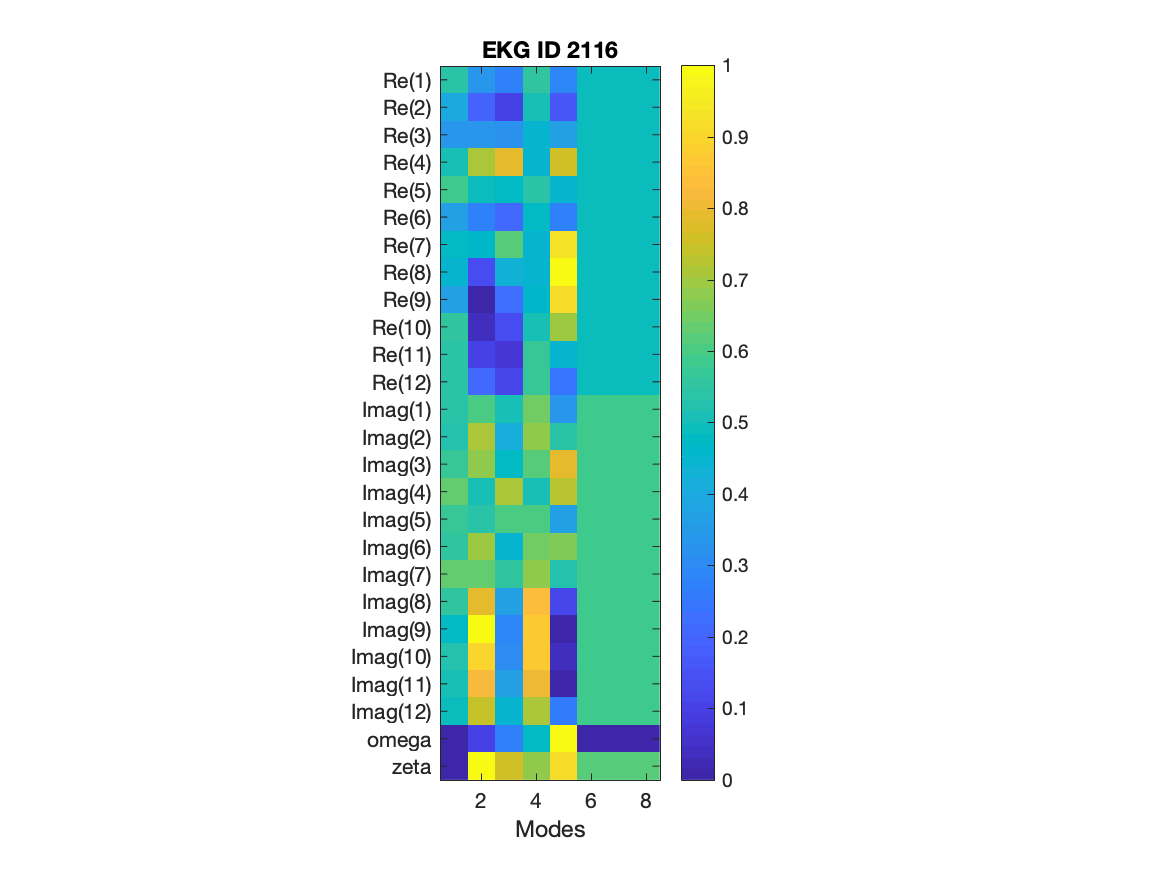 EKG ID 2116
Re(1)
Re(2)
Re(3)
Re(4)
Re(5)
Re(6)
Re(7)
Re(8)
Re(9)
Re(10)
Re(11)
Re(12)
Imag(1)
Imag(2)
Imag(3)
Imag(4)
Imag(5)
Imag(6)
Imag(7)
Imag(8)
Imag(9)
Imag(10)
Imag(11)
Imag(12)
omega
zeta
2 4 6 8
Modes
1
0.9
0.8
0.7
0.6
0.5
0.4
0.3
0.2
0.1
0